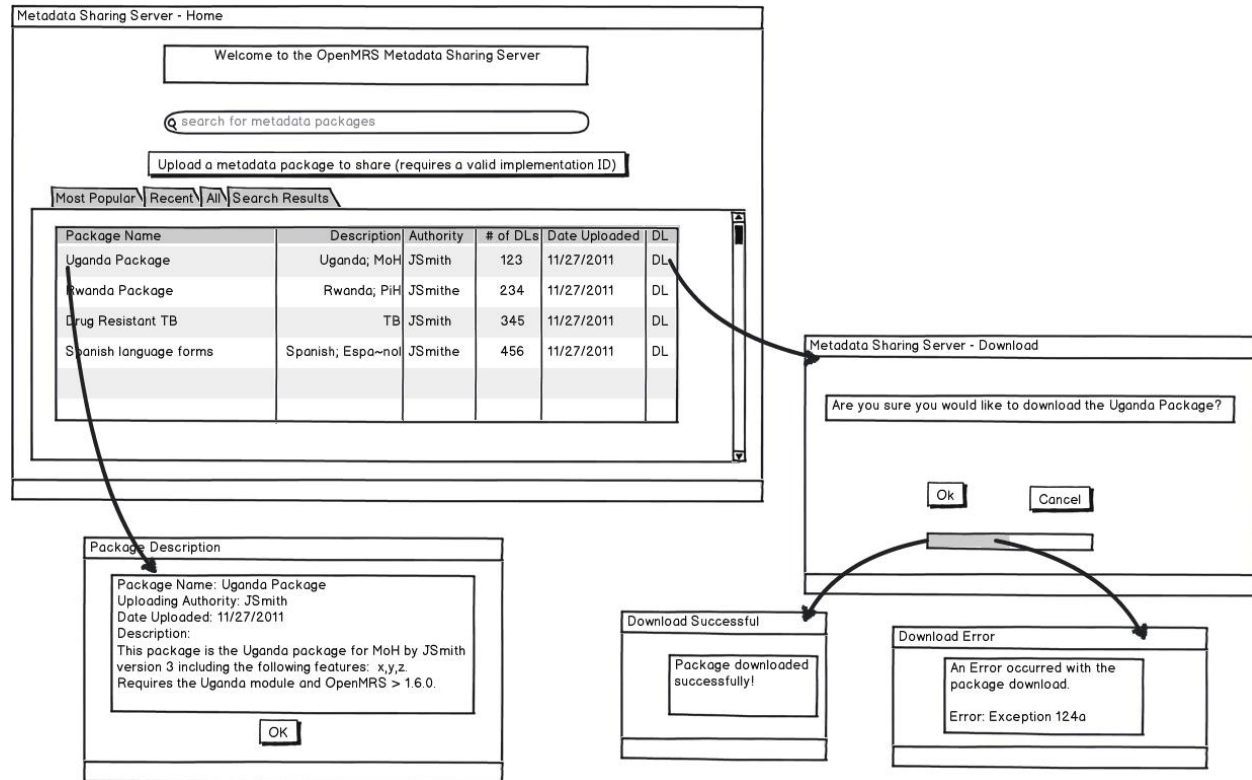 Metadata Sharing Server - Home
Welcome to the OpenMRS Metadata Sharing Server
search for metadata packages
Upload a metadata package to share (requires a valid implementation ID)
Most Popular Recent All Search Results
Package Name Description Authority # of DLs Date Uploaded DL
Uganda Package Uganda; MoH JSmith 123 11/27/2011 DL
Rwanda Package Rwanda; PiH JSmithe 234 11/27/2011 DL
Drug Resistant TB TB JSmith 345 11/27/2011 DL
Spanish language forms Spanish; Espa~nol JSmithe 456 11/27/2011 DL
Metadata Sharing Server - Download
Are you sure you would like to download the Uganda Package?
Ok Cancel
Package Description
Package Name: Uganda Package
Uploading Authority: JSmith
Date Uploaded: 11/27/2011
Description:
This package is the Uganda package for MoH by JSmith
version 3 including the following features: x,y,z.
Requires the Uganda module and OpenMRS > 1.6.0.
OK
Download Successful
Package downloaded
successfully!
Download Error
An Error occurred with the
package download.
Error: Exception 124a